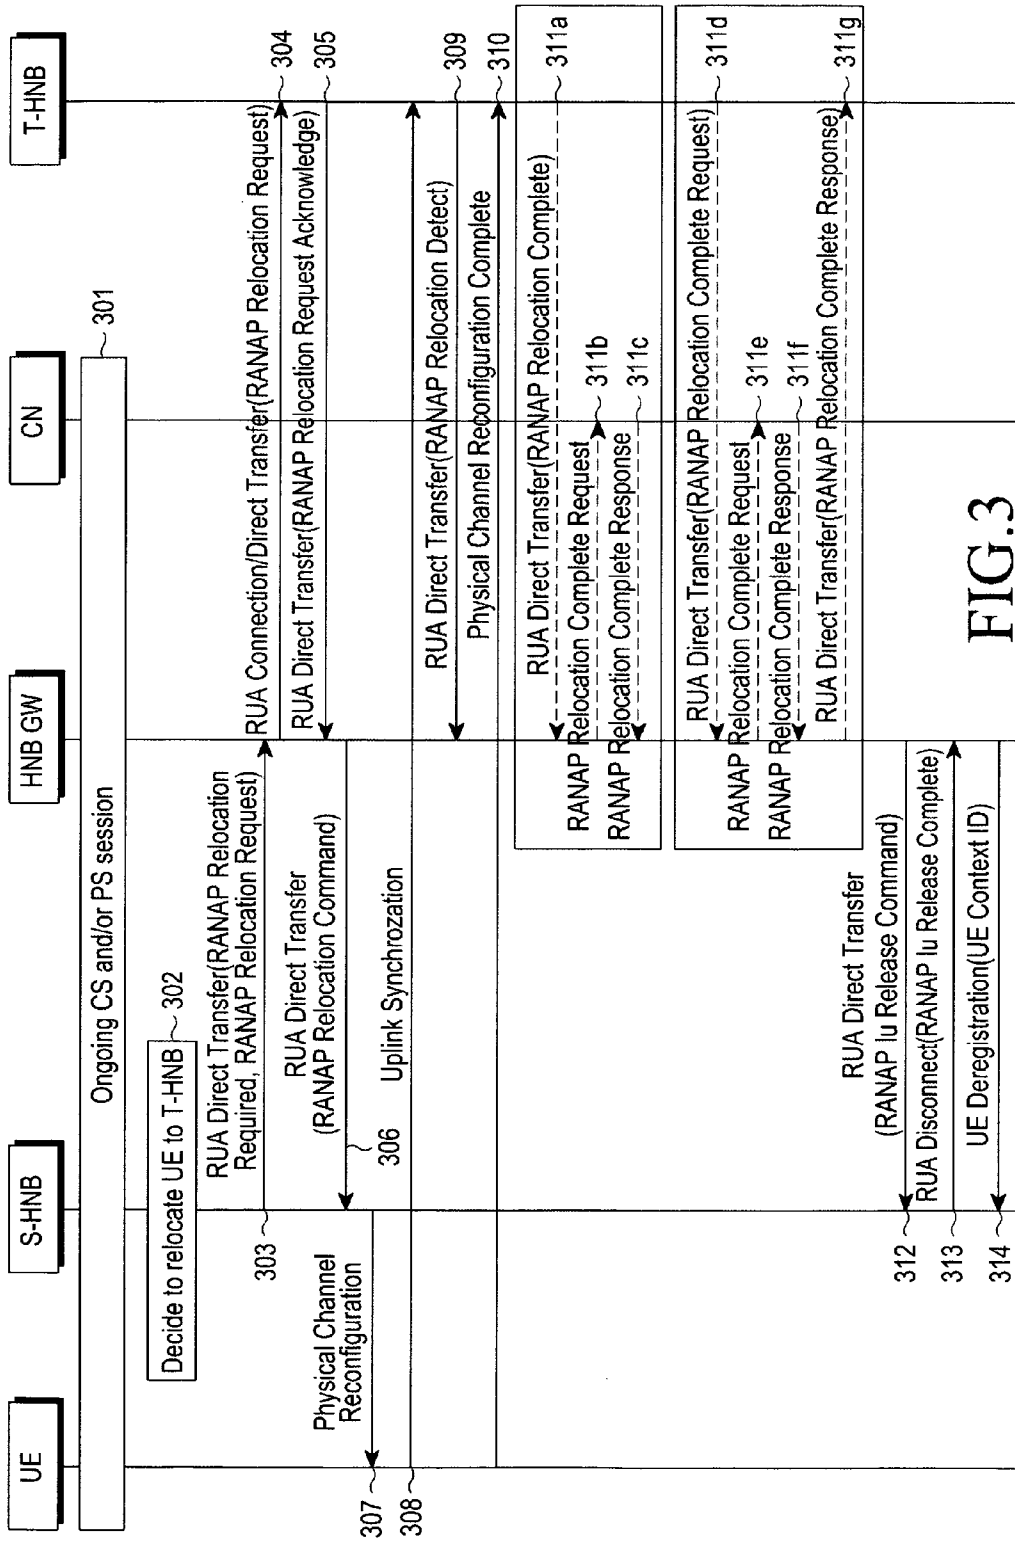 UE
S-HNB
HNB GW
CN
T-HNB
Ongoing CS and/or PS session
301
Decide to relocate UE to T-HNB
302
RUA Direct Transfer(RANAP Relocation
Required, RANAP Relocation Request)
303
RUA Connection/Direct Transfer(RANAP Relocation Request)
304
RUA Direct Transfer(RANAP Relocation Request Acknowledge)
305
RUA Direct Transfer
(RANAP Relocation Command)
306
Physical Channel
Reconfiguration
307
Uplink Synchrozation
308
RUA Direct Transfer(RANAP Relocation Detect)
309
Physical Channel Reconfiguration Complete
310
RUA Direct Transfer(RANAP Relocation Complete)
311a
RANAP Relocation Complete Request
311b
RANAP Relocation Complete Response
311c
RUA Direct Transfer(RANAP Relocation Complete Request)
311d
RANAP Relocation Complete Request
311e
RANAP Relocation Complete Response
311f
RUA Direct Transfer(RANAP Relocation Complete Response)
311g
RUA Direct Transfer
(RANAP Iu Release Command)
312
RUA Disconnect(RANAP Iu Release Complete)
313
UE Deregistration(UE Context ID)
314
FIG.3